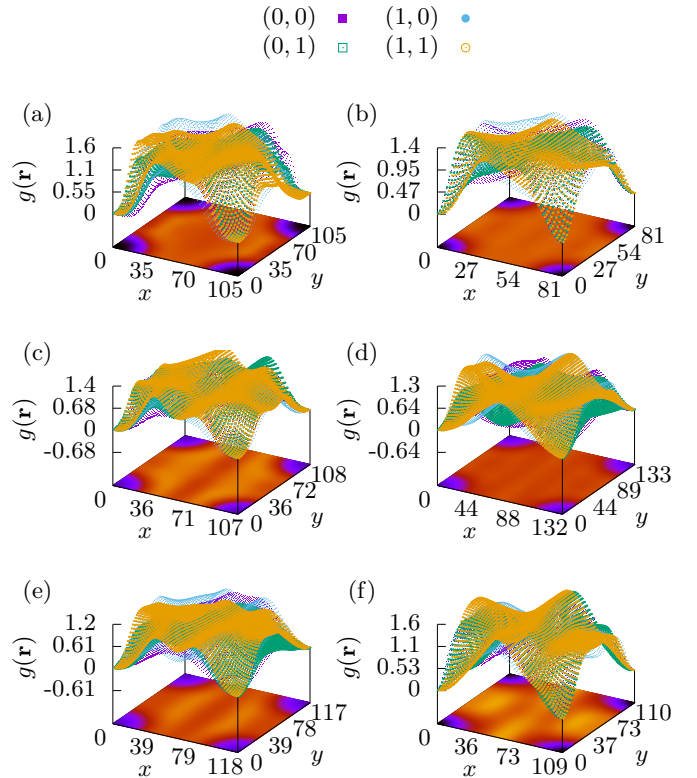 (0, 0) (1, 0)
(0, 1) (1, 1)
(a) (b)
g(r) 1.6 1.1 0.55 0
0 35 70 105 x
0 35 70 105 y
g(r) 1.4 0.95 0.47 0
0 27 54 81 x
0 27 54 81 y
(c) (d)
g(r) 1.4 0.68 0 -0.68
0 36 71 107 x
0 36 72 108 y
g(r) 1.3 0.64 0 -0.64
0 44 88 132 x
0 44 89 133 y
(e) (f)
g(r) 1.2 0.61 0 -0.61
0 39 79 118 x
0 39 78 117 y
g(r) 1.6 1.1 0.53 0
0 36 73 109 x
0 37 73 110 y